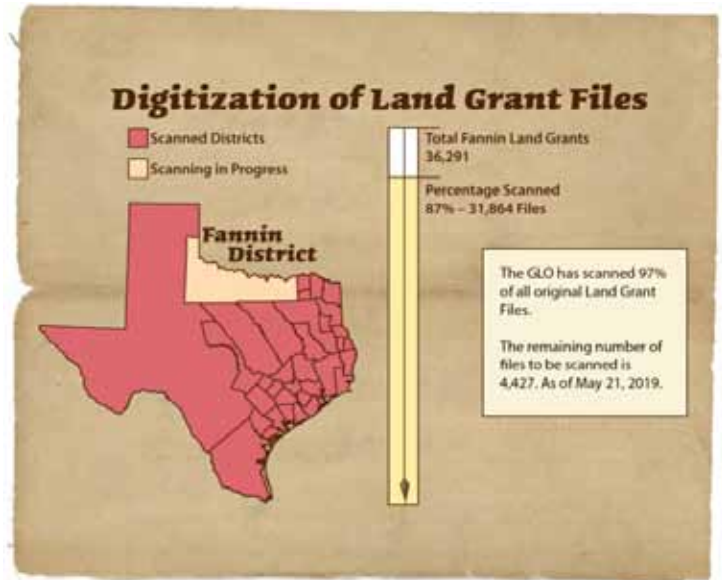 Digitization of Land Grant Files
Scanned Districts
Scanning in Progress
Fannin
District
Total Fannin Land Grants
36,291
Percentage Scanned
87% – 31,864 Files
The GLO has scanned 97%
of all original Land Grant
Files.
The remaining number of
files to be scanned is
4,427. As of May 21, 2019.